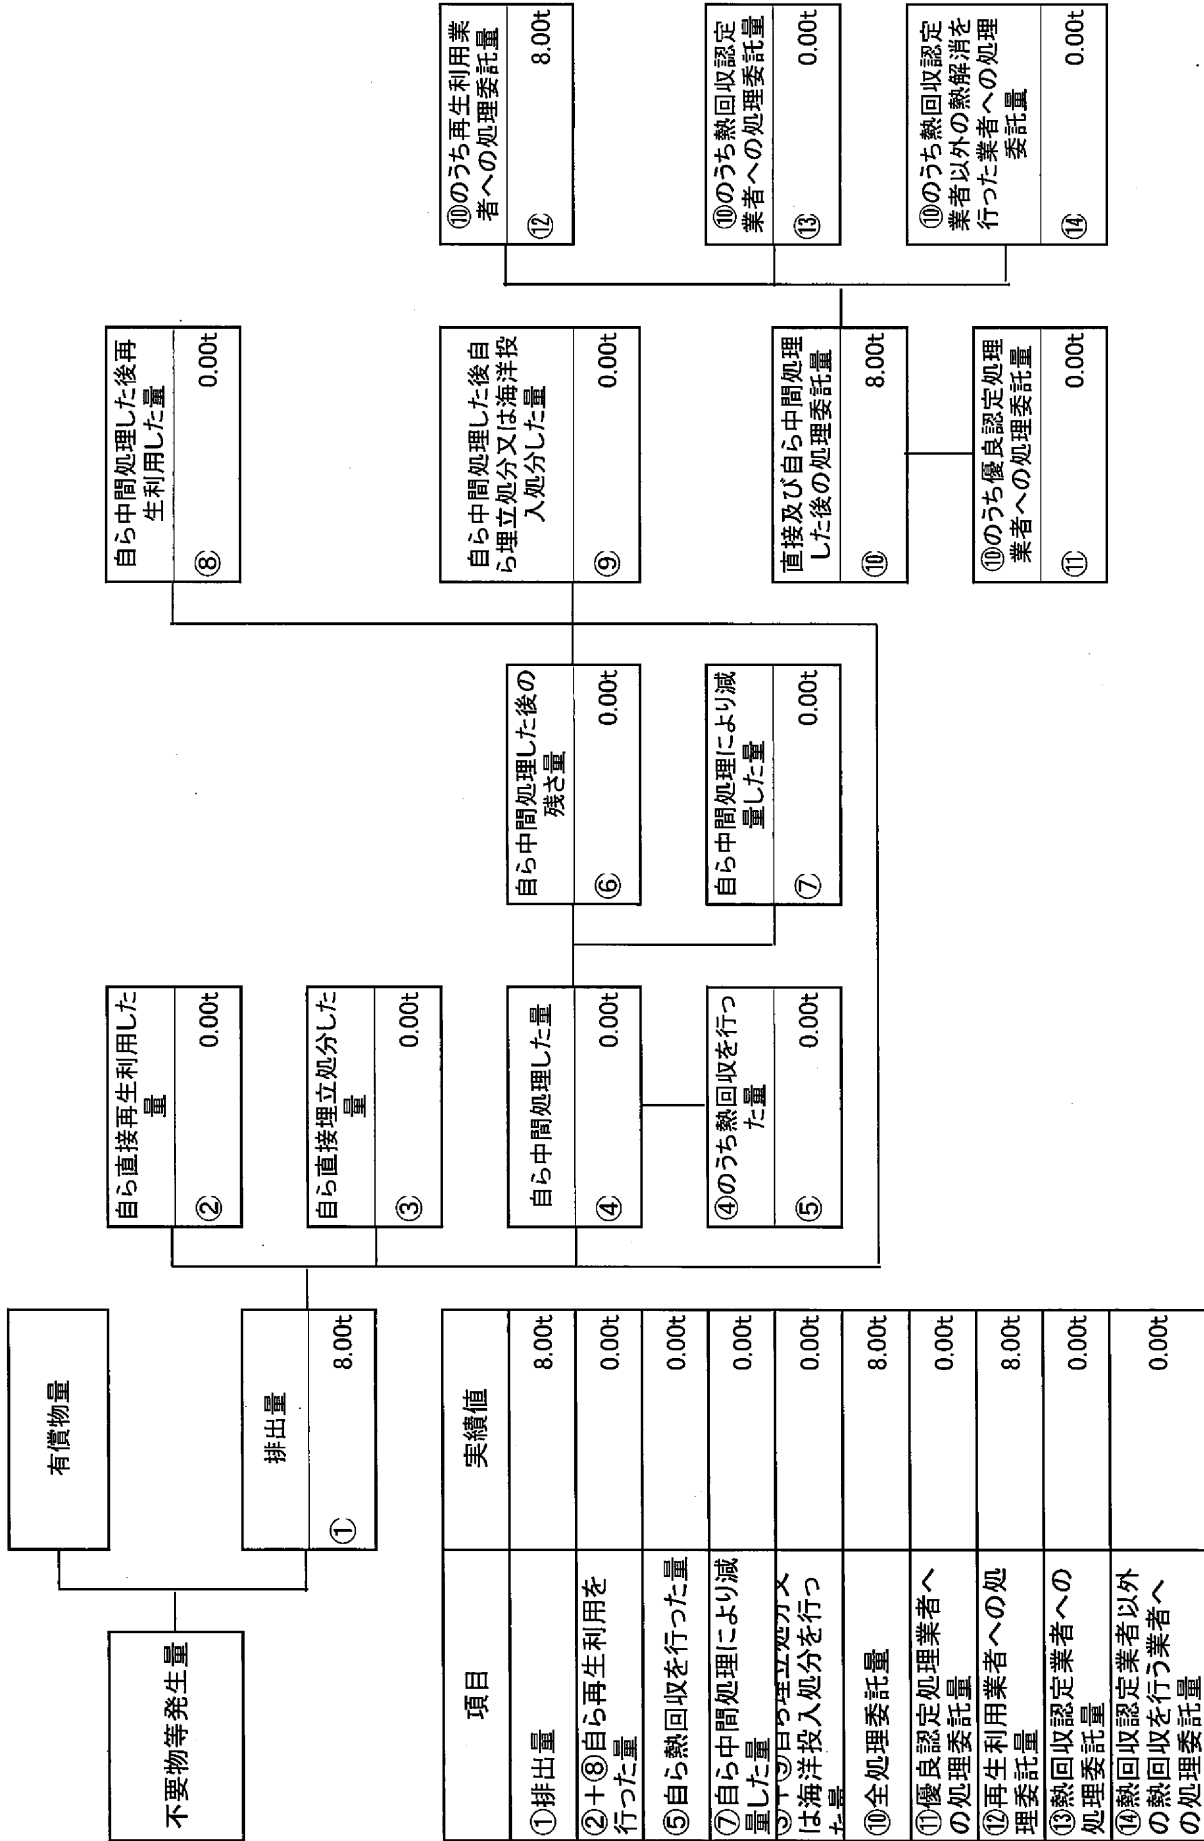 不要物等発生量
有償物量
排出量
① 8.00t
自ら直接再生利用した
量
② 0.00t
自ら直接埋立処分した
量
③ 0.00t
自ら中間処理した量
④ 0.00t
④のうち熱回収を行っ
た量
⑤ 0.00t
自ら中間処理した後の
残さ量
⑥ 0.00t
自ら中間処理により減
量した量
⑦ 0.00t
自ら中間処理した後再
生利用した量
⑧ 0.00t
自ら中間処理した後自
ら埋立処分又は海洋投
入処分した量
⑨ 0.00t
直接及び自ら中間処理
した後の処理委託量
⑩ 8.00t
⑩のうち優良認定処理
業者への処理委託量
⑪ 0.00t
⑩のうち再生利用業
者への処理委託量
⑫ 8.00t
⑩のうち熱回収認定
業者への処理委託量
⑬ 0.00t
⑩のうち熱回収認定
業者以外の熱解消を
行った業者への処理
委託量
⑭ 0.00t
項目 実績値
①排出量 8.00t
②+⑧自ら再生利用を
行った量 0.00t
⑤自ら熱回収を行った量 0.00t
⑦自ら中間処理により減
量した量 0.00t
③+⑨自ら埋立処分又
は海洋投入処分を行っ
た量 0.00t
⑩全処理委託量 8.00t
⑪優良認定処理業者へ
の処理委託量 0.00t
⑫再生利用業者への処
理委託量 8.00t
⑬熱回収認定業者への
処理委託量 0.00t
⑭熱回収認定業者以外
の熱回収を行う業者へ
の処理委託量 0.00t